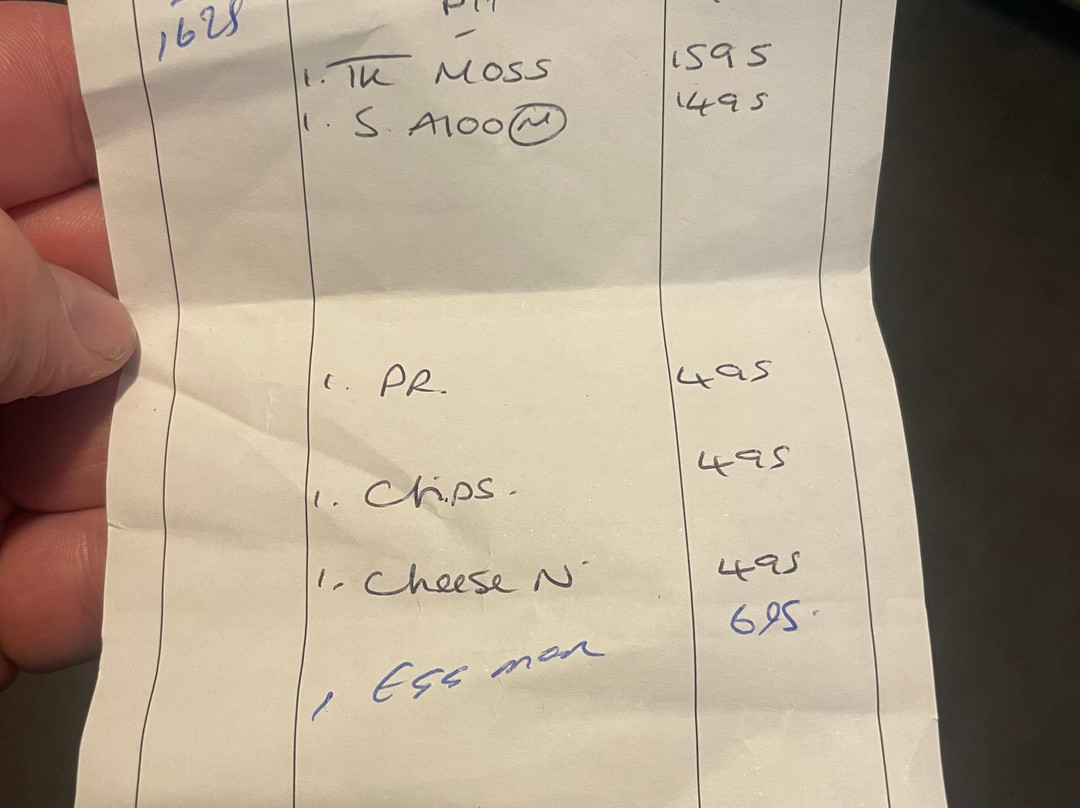 1628
1. TK MOSS 1595
1. S. A100 (M) 1495
1. PR. 495
1. Chips. 495
1. Cheese N. 495
1 Egg 695.